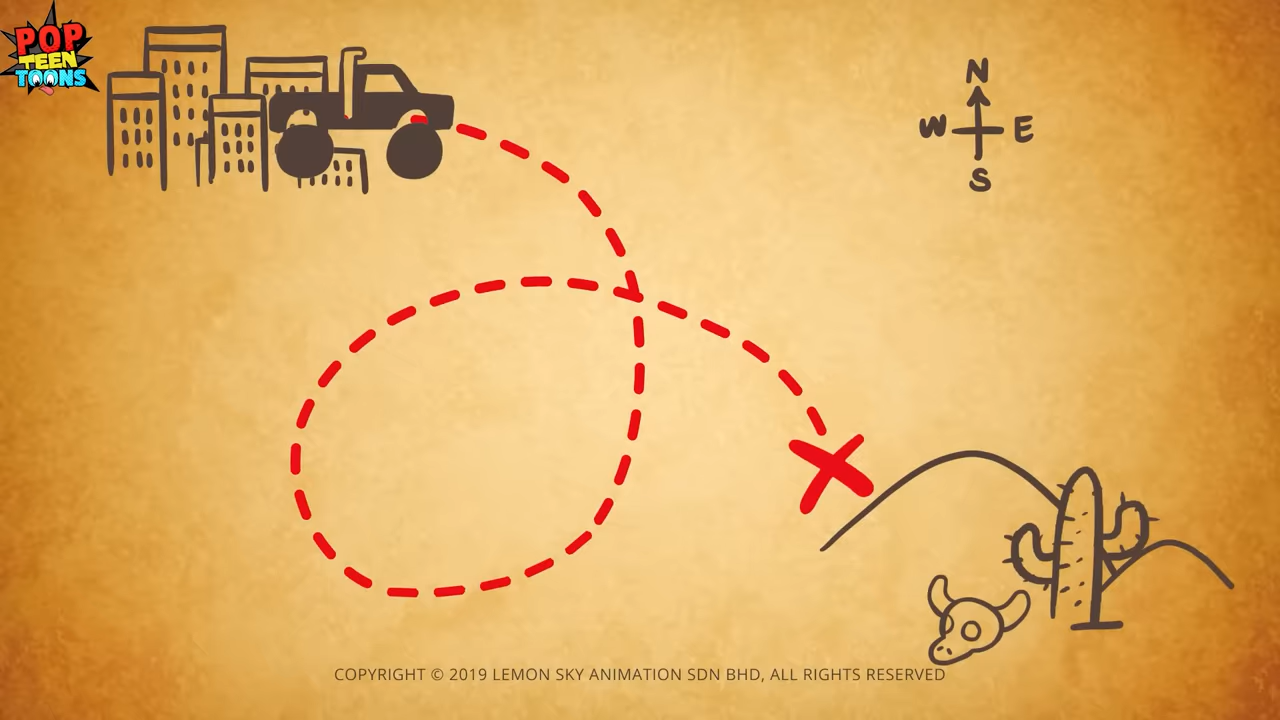 POP
TEEN
TOONS
N
W E
S
COPYRIGHT © 2019 LEMON SKY ANIMATION SDN BHD, ALL RIGHTS RESERVED